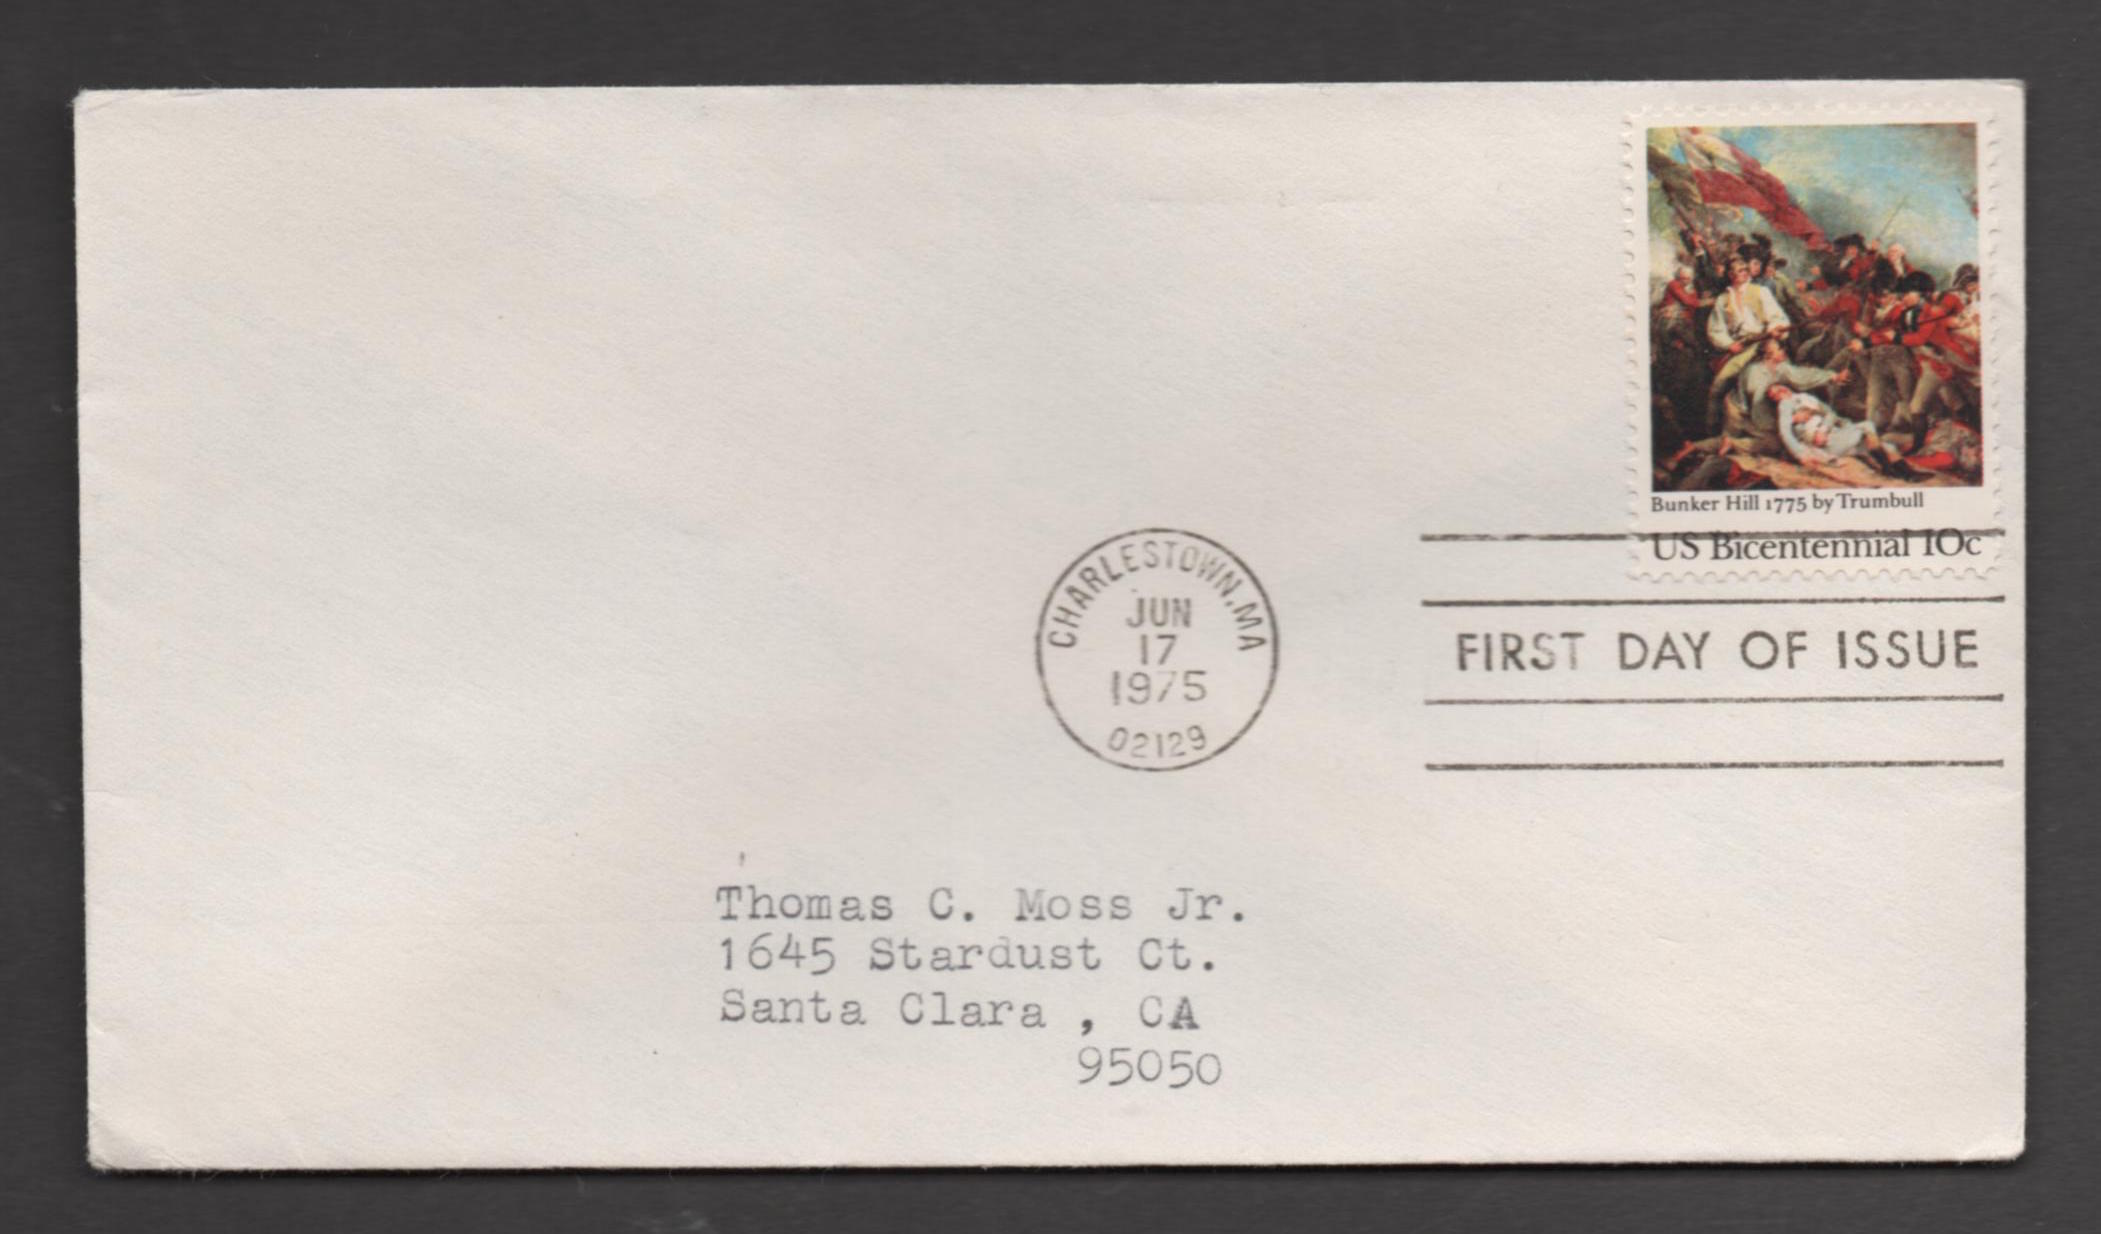 Bunker Hill 1775 by Trumbull
US Bicentennial 10c
CHARLESTOWN, MA
JUN
17
1975
02129
FIRST DAY OF ISSUE
Thomas C. Moss Jr.
1645 Stardust Ct.
Santa Clara , CA
95050